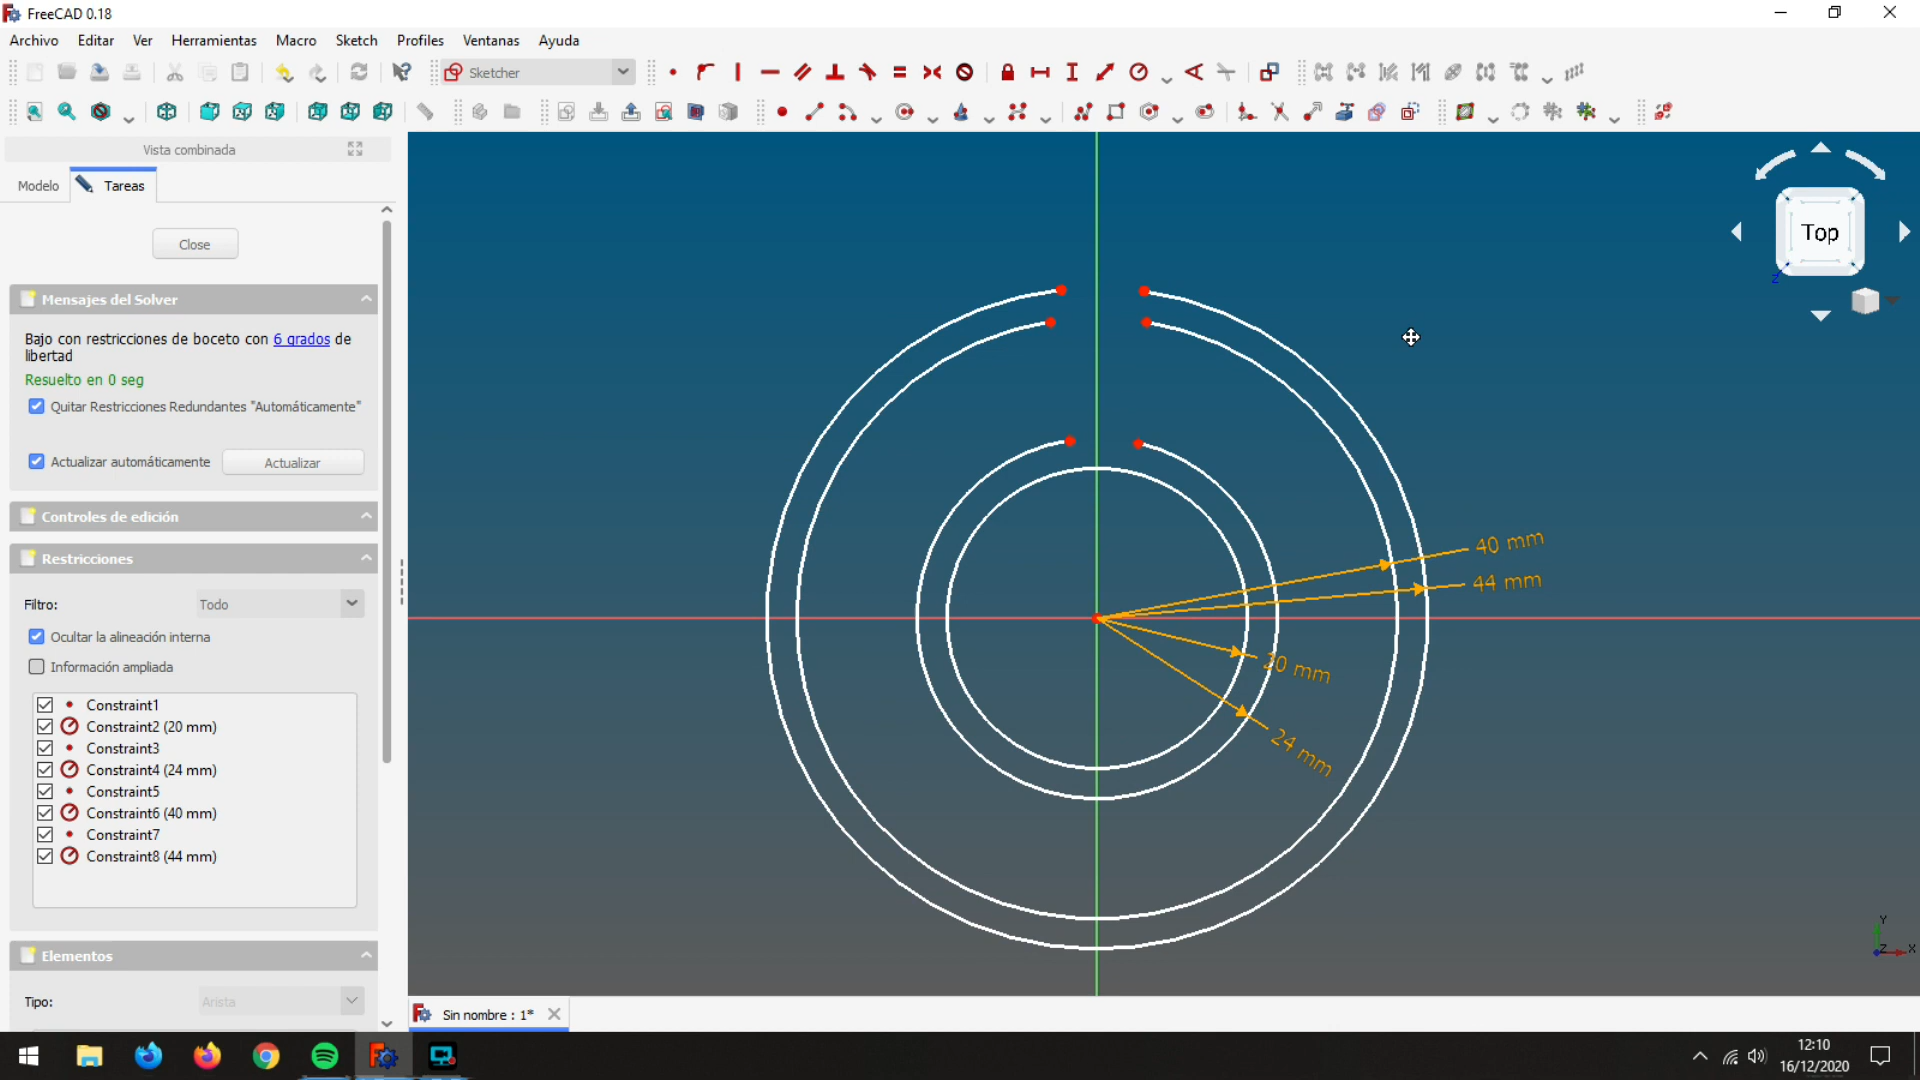 FreeCAD 0.18
Archivo Editar Ver Herramientas Macro Sketch Profiles Ventanas Ayuda
Sketcher
Vista combinada
Modelo Tareas
Close
Mensajes del Solver
Bajo con restricciones de boceto con 6 grados de
libertad
Resuelto en 0 seg
Quitar Restricciones Redundantes "Automáticamente"
Actualizar automáticamente Actualizar
Controles de edición
Restricciones
Filtro: Todo
Ocultar la alineación interna
Información ampliada
Constraint1
Constraint2 (20 mm)
Constraint3
Constraint4 (24 mm)
Constraint5
Constraint6 (40 mm)
Constraint7
Constraint8 (44 mm)
Elementos
Tipo: Arista
Top
Z
40 mm
44 mm
20 mm
24 mm
Y
Z X
Sin nombre : 1*
12:10
16/12/2020